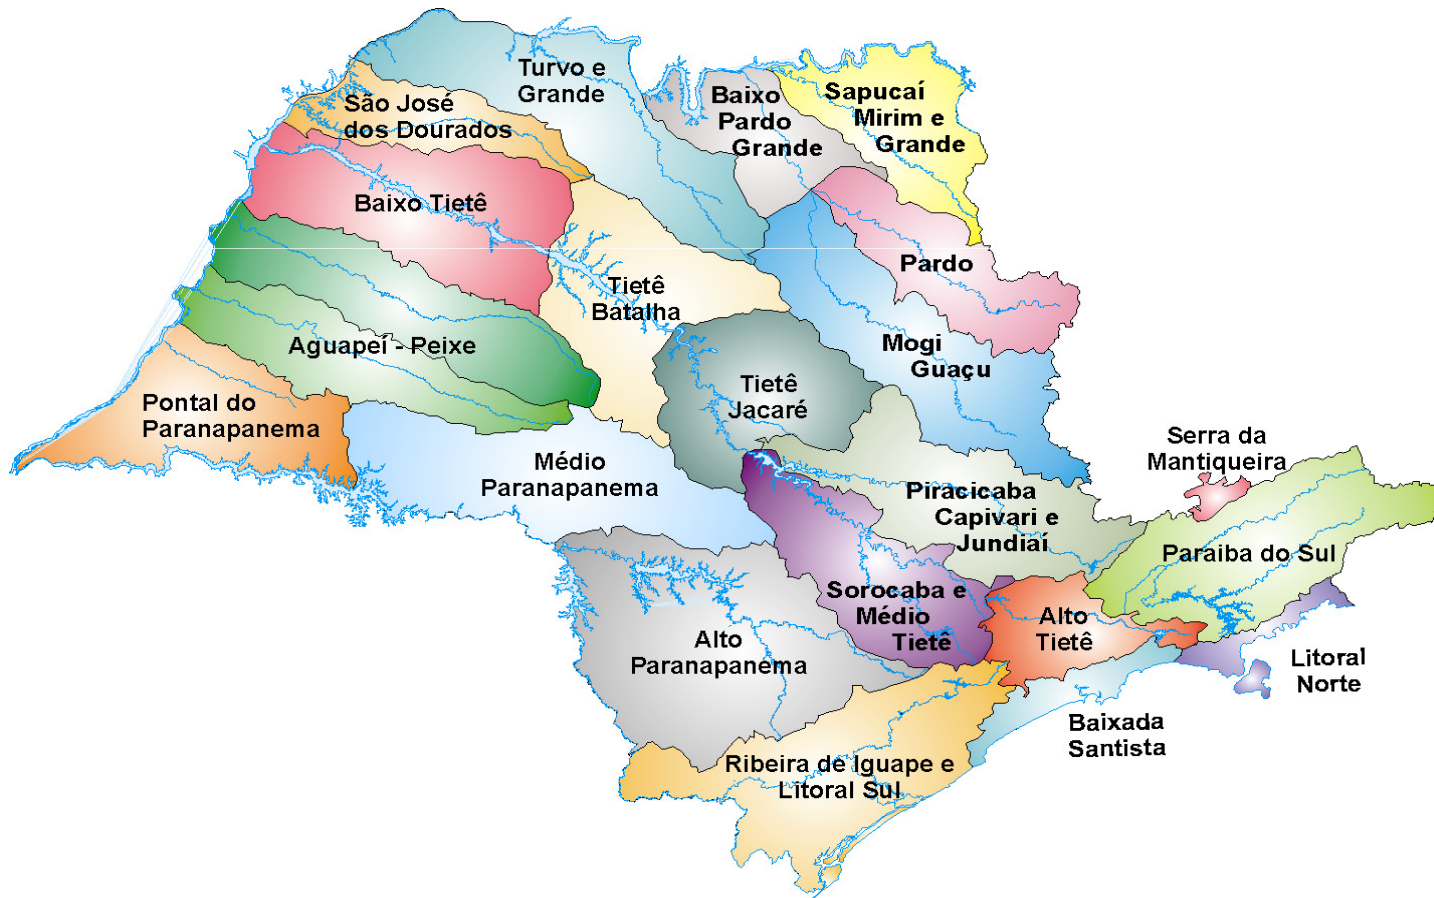 Turvo e
Grande
São José
dos Dourados
Baixo
Pardo
Grande
Sapucaí
Mirim e
Grande
Baixo Tietê
Pardo
Tietê
Batalha
Aguapeí - Peixe
Mogi
Guaçu
Tietê
Jacaré
Pontal do
Paranapanema
Médio
Paranapanema
Serra da
Mantiqueira
Piracicaba
Capivari e
Jundiaí
Paraiba do Sul
Sorocaba e
Médio
Tietê
Alto
Tietê
Alto
Paranapanema
Litoral
Norte
Baixada
Santista
Ribeira de Iguape e
Litoral Sul